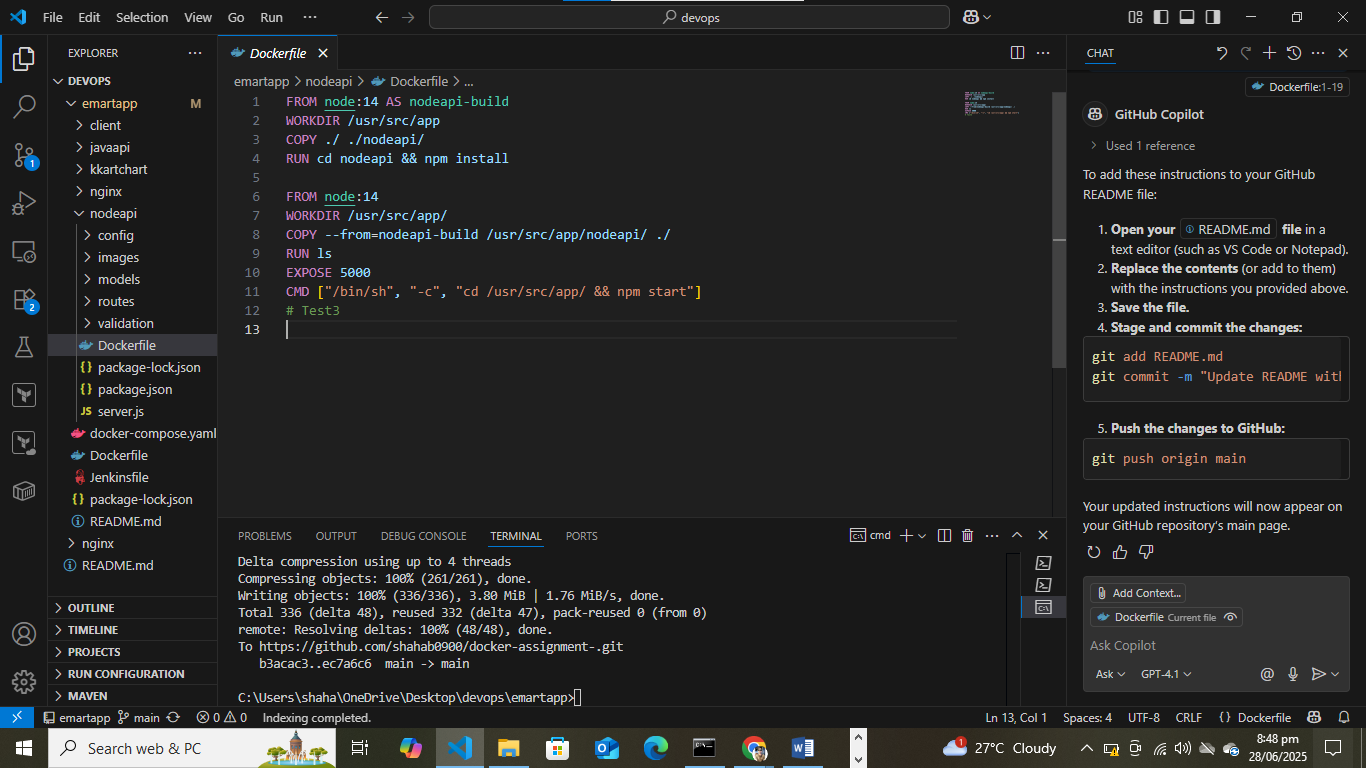 File Edit Selection View Go Run ··· devops
EXPLORER ···
DEVOPS
emartapp M
client
javaapi
kkartchart
nginx
nodeapi
config
images
models
routes
validation
Dockerfile
package-lock.json
package.json
JS server.js
docker-compose.yaml
Dockerfile
Jenkinsfile
package-lock.json
README.md
nginx
README.md
OUTLINE
TIMELINE
PROJECTS
RUN CONFIGURATION
MAVEN
1
2
2
Dockerfile
emartapp > nodeapi > Dockerfile > ...
1 FROM node:14 AS nodeapi-build
2 WORKDIR /usr/src/app
3 COPY ./ ./nodeapi/
4 RUN cd nodeapi && npm install
5
6 FROM node:14
7 WORKDIR /usr/src/app/
8 COPY --from=nodeapi-build /usr/src/app/nodeapi/ ./
9 RUN ls
10 EXPOSE 5000
11 CMD ["/bin/sh", "-c", "cd /usr/src/app/ && npm start"]
12 # Test3
13
PROBLEMS OUTPUT DEBUG CONSOLE TERMINAL PORTS cmd
Delta compression using up to 4 threads
Compressing objects: 100% (261/261), done.
Writing objects: 100% (336/336), 3.80 MiB | 1.76 MiB/s, done.
Total 336 (delta 48), reused 332 (delta 47), pack-reused 0 (from 0)
remote: Resolving deltas: 100% (48/48), done.
To https://github.com/shahab0900/docker-assignment-.git
b3acac3..ec7a6c6 main -> main
C:\Users\shaha\OneDrive\Desktop\devops\emartapp>
CHAT
Dockerfile:1-19
GitHub Copilot
Used 1 reference
To add these instructions to your GitHub
README file:
1. Open your README.md file in a
text editor (such as VS Code or Notepad).
2. Replace the contents (or add to them)
with the instructions you provided above.
3. Save the file.
4. Stage and commit the changes:
git add README.md
git commit -m "Update README with
5. Push the changes to GitHub:
git push origin main
Your updated instructions will now appear on
your GitHub repository's main page.
Add Context...
Dockerfile Current file
Ask Copilot
Ask GPT-4.1
emartapp main 0 0 Indexing completed. Ln 13, Col 1 Spaces: 4 UTF-8 CRLF {} Dockerfile
Search web & PC
1 27°C Cloudy
8:48 pm
28/06/2025